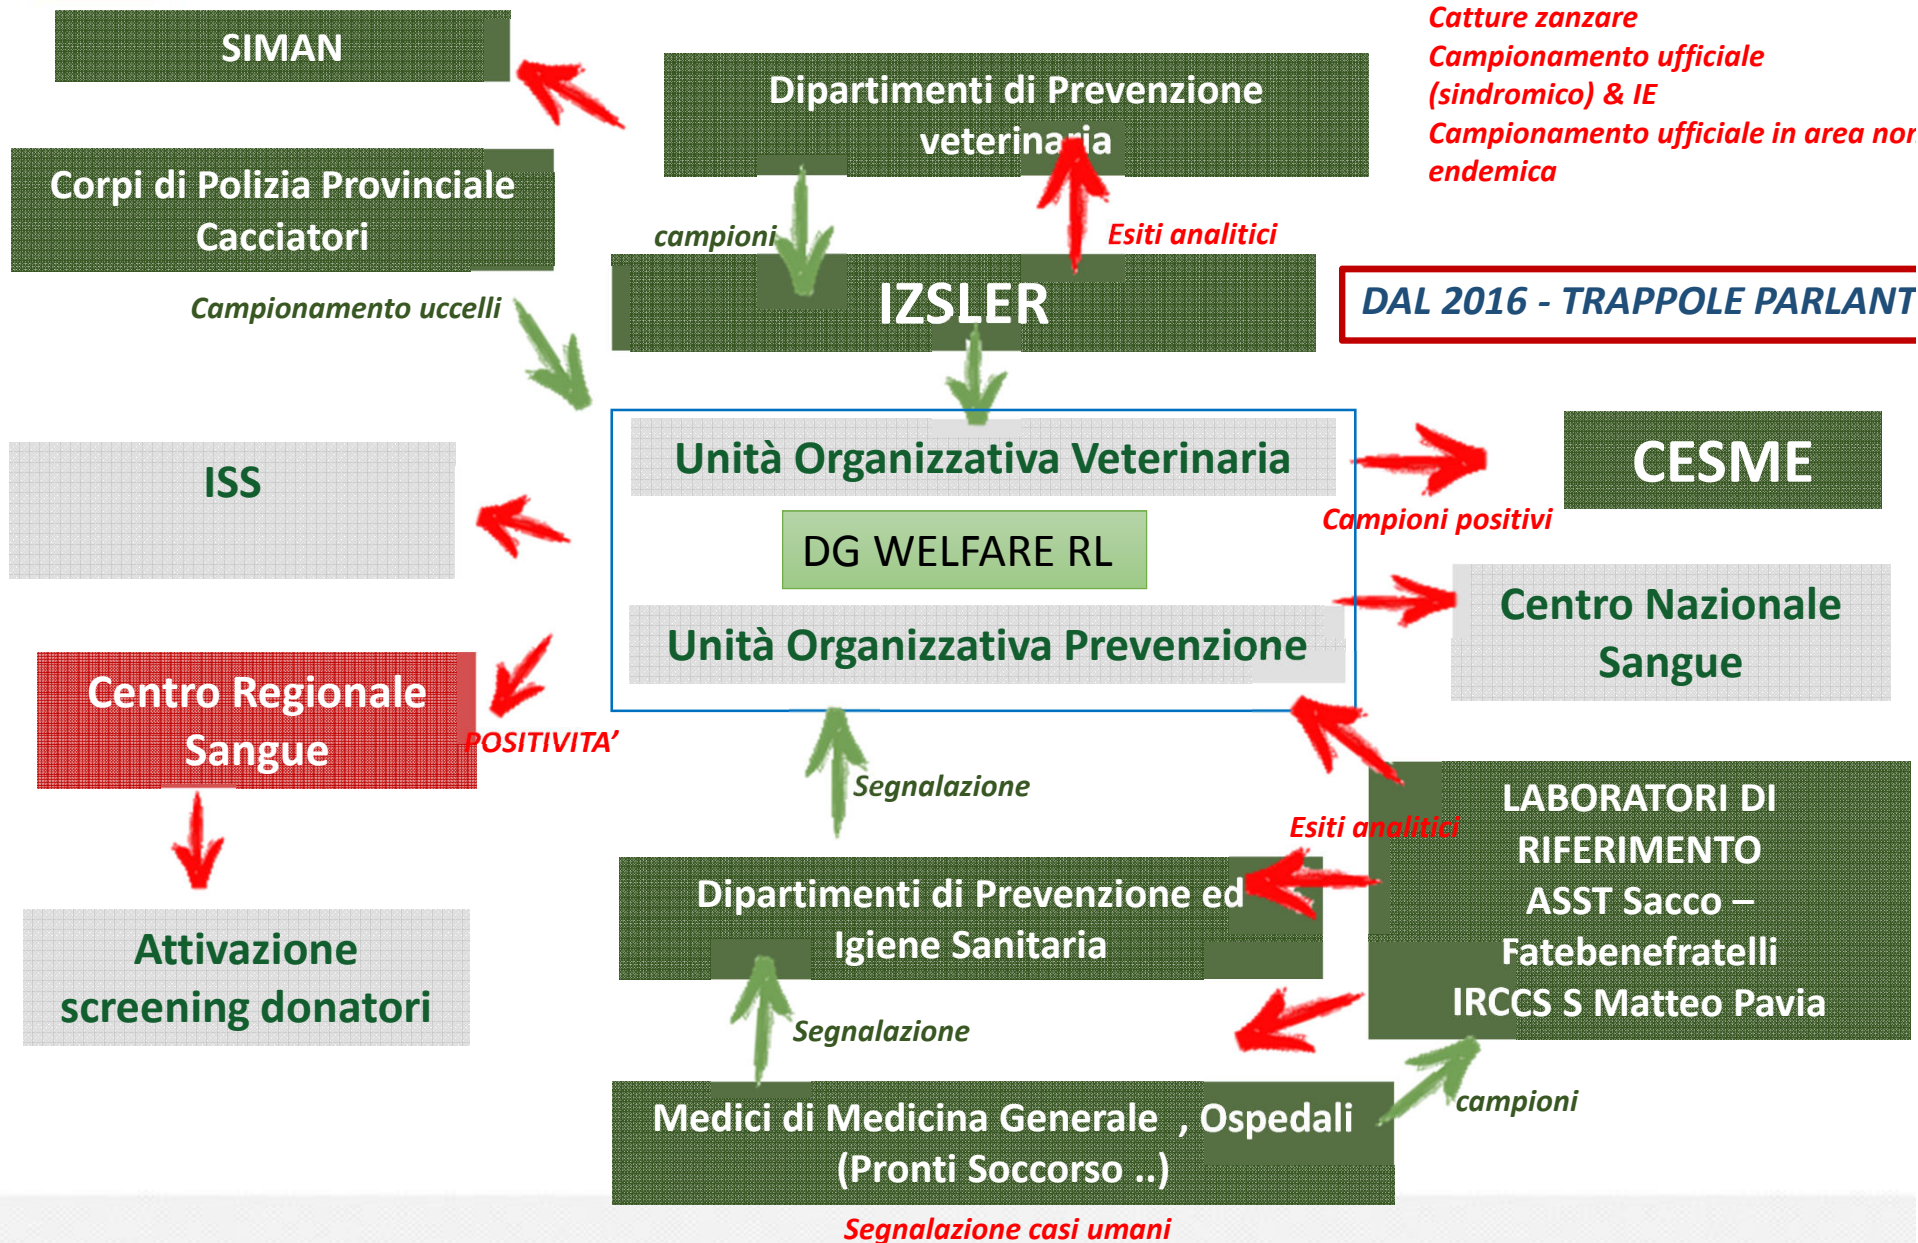 SIMAN
Dipartimenti di Prevenzione
veterinaria
Catture zanzare
Campionamento ufficiale
(sindromico) & IE
Campionamento ufficiale in area non
endemica
Corpi di Polizia Provinciale
Cacciatori
campioni
Esiti analitici
Campionamento uccelli
IZSLER
DAL 2016 - TRAPPOLE PARLANT
ISS
Unità Organizzativa Veterinaria
CESME
Campioni positivi
DG WELFARE RL
Unità Organizzativa Prevenzione
Centro Nazionale
Sangue
Centro Regionale
Sangue
POSITIVITA'
Segnalazione
LABORATORI DI
RIFERIMENTO
ASST Sacco –
Fatebenefratelli
IRCCS S Matteo Pavia
Esiti analitici
Dipartimenti di Prevenzione ed
Igiene Sanitaria
Attivazione
screening donatori
Segnalazione
Medici di Medicina Generale , Ospedali
(Pronti Soccorso ..)
campioni
Segnalazione casi umani